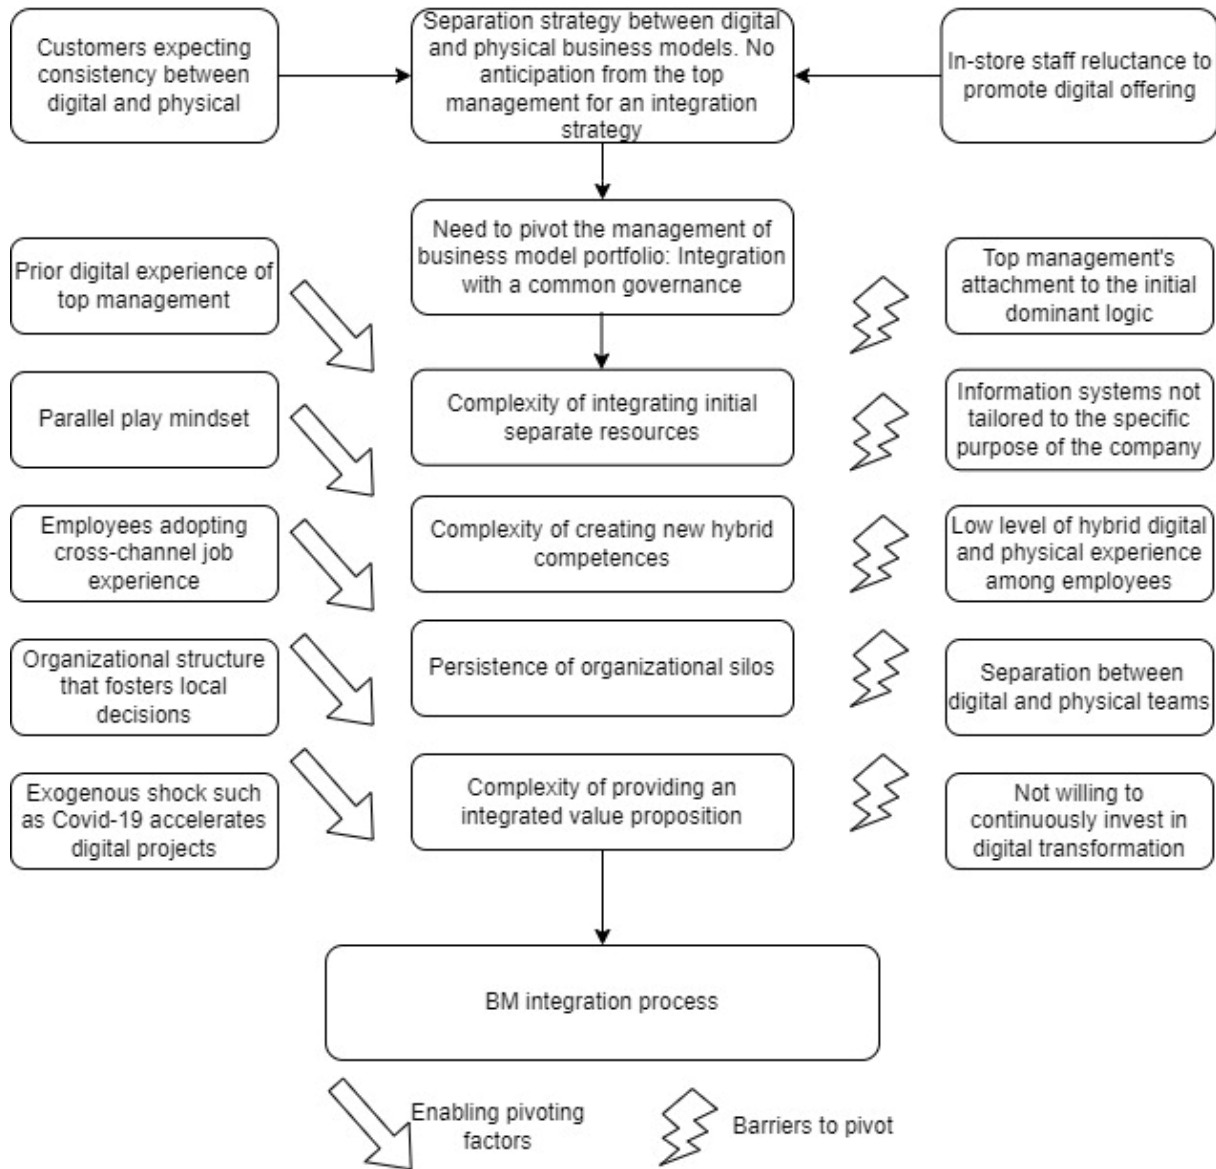 Customers expecting
consistency between
digital and physical
Separation strategy between digital
and physical business models. No
anticipation from the top
management for an integration
strategy
In-store staff reluctance to
promote digital offering
Need to pivot the management of
business model portfolio: Integration
with a common governance
Prior digital experience of
top management
Top management's
attachment to the initial
dominant logic
Parallel play mindset
Complexity of integrating initial
separate resources
Information systems not
tailored to the specific
purpose of the company
Employees adopting
cross-channel job
experience
Complexity of creating new hybrid
competences
Low level of hybrid digital
and physical experience
among employees
Organizational structure
that fosters local
decisions
Persistence of organizational silos
Separation between
digital and physical teams
Exogenous shock such
as Covid-19 accelerates
digital projects
Complexity of providing an
integrated value proposition
Not willing to
continuously invest in
digital transformation
BM integration process
Enabling pivoting
factors
Barriers to pivot